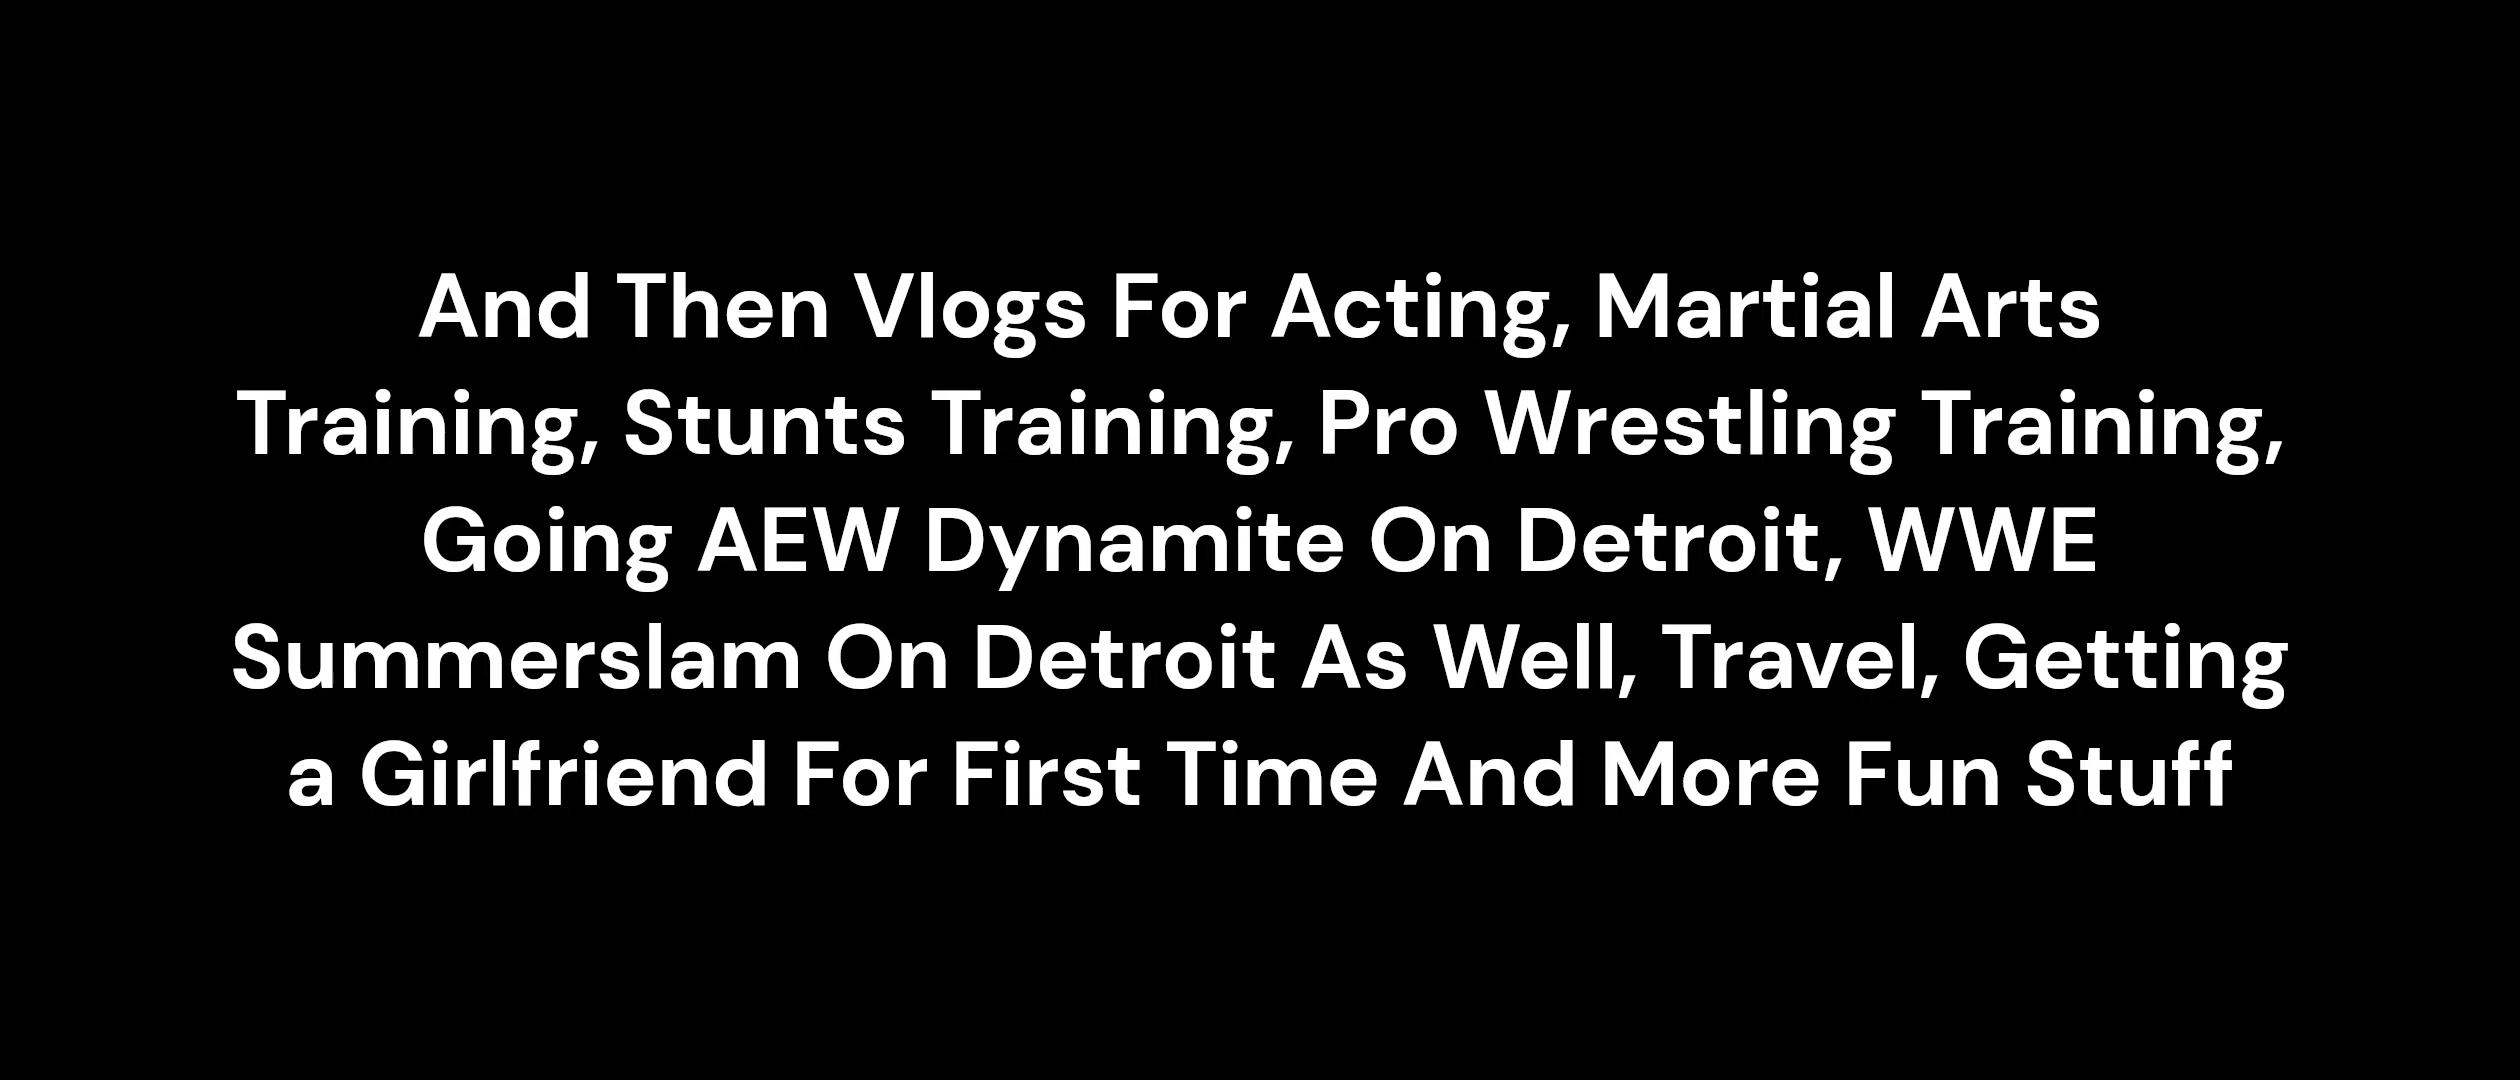 And Then Vlogs For Acting, Martial Arts
Training, Stunts Training, Pro Wrestling Training,
Going AEW Dynamite On Detroit, WWE
Summerslam On Detroit As Well, Travel, Getting
a Girlfriend For First Time And More Fun Stuff